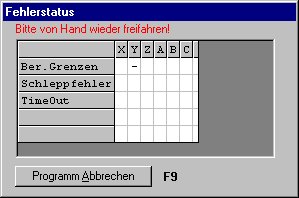 Fehlerstatus
Bitte von Hand wieder freifahren!
X Y Z A B C
Ber.Grenzen -
Schleppfehler
TimeOut
Programm Abbrechen F9